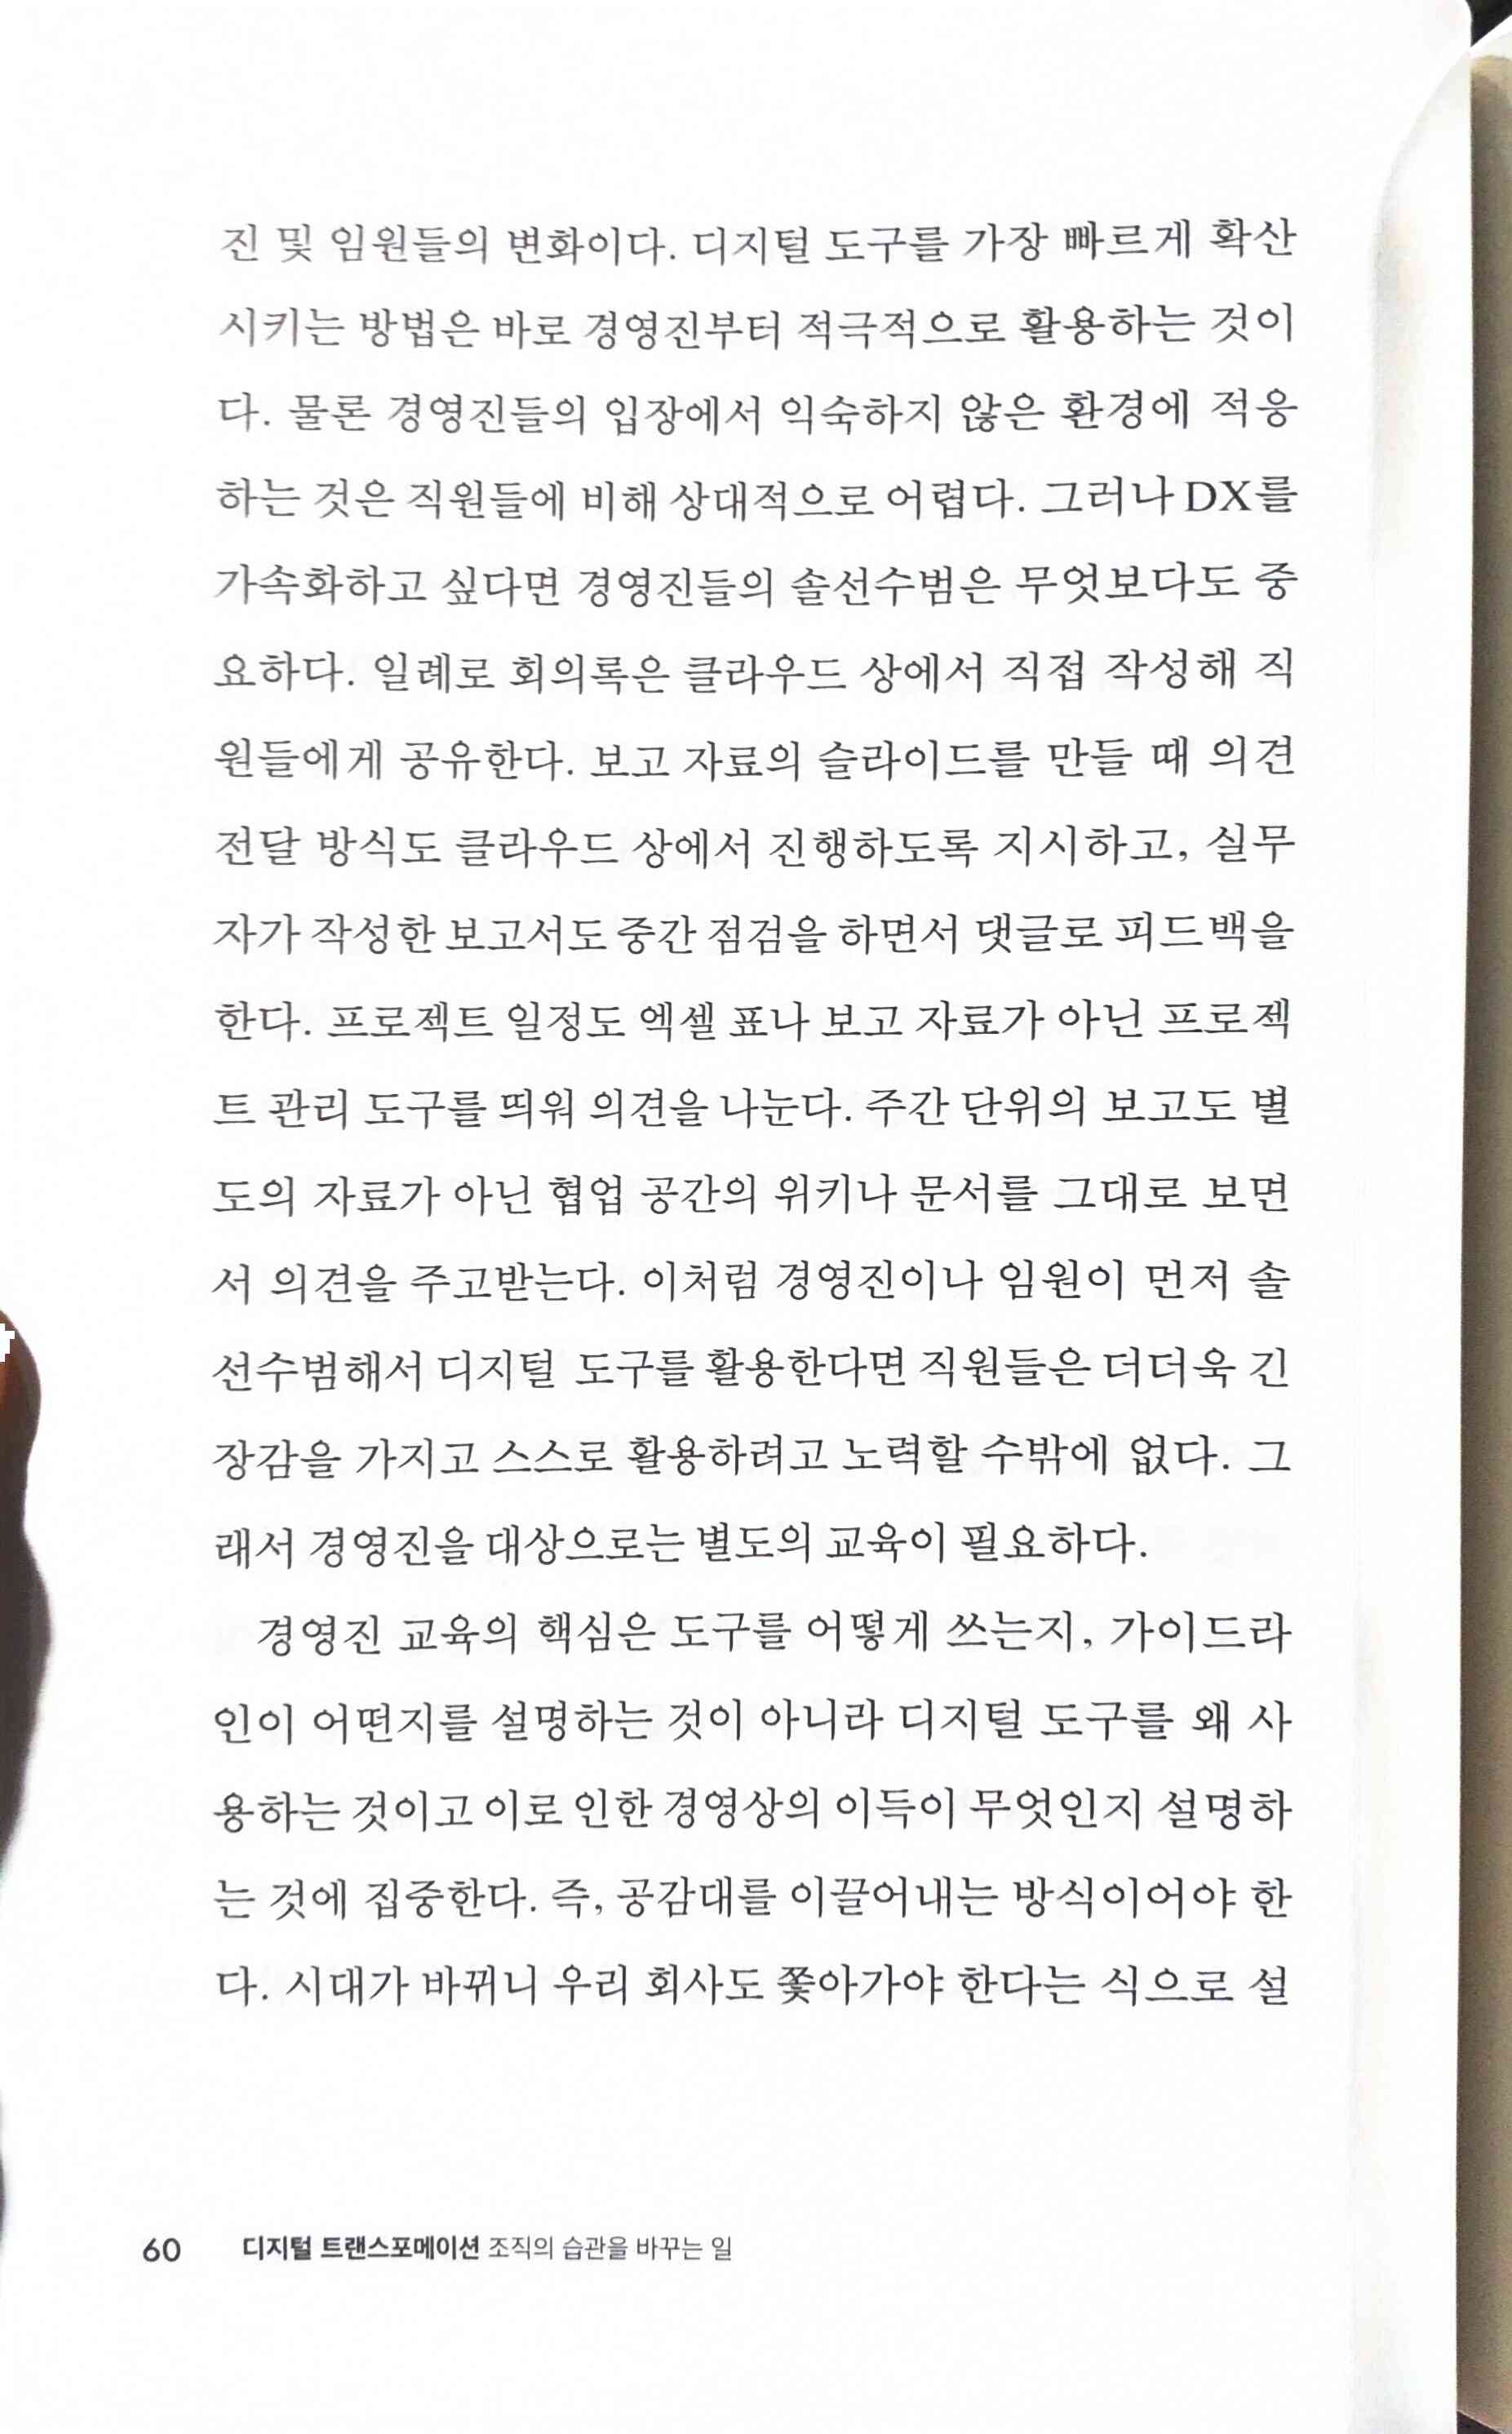 진 및 임원들의 변화이다. 디지털 도구를 가장 빠르게 확산
시키는 방법은 바로 경영진부터 적극적으로 활용하는 것이
다. 물론 경영진들의 입장에서 익숙하지 않은 환경에 적응
하는 것은 직원들에 비해 상대적으로 어렵다. 그러나 DX를
가속화하고 싶다면 경영진들의 솔선수범은 무엇보다도 중
요하다. 일례로 회의록은 클라우드 상에서 직접 작성해 직
원들에게 공유한다. 보고 자료의 슬라이드를 만들 때 의견
전달 방식도 클라우드 상에서 진행하도록 지시하고, 실무
자가 작성한 보고서도 중간 점검을 하면서 댓글로 피드백을
한다. 프로젝트 일정도 엑셀 표나 보고 자료가 아닌 프로젝
트 관리 도구를 띄워 의견을 나눈다. 주간 단위의 보고도 별
도의 자료가 아닌 협업 공간의 위키나 문서를 그대로 보면
서 의견을 주고받는다. 이처럼 경영진이나 임원이 먼저 솔
선수범해서 디지털 도구를 활용한다면 직원들은 더더욱 긴
장감을 가지고 스스로 활용하려고 노력할 수밖에 없다. 그
래서 경영진을 대상으로는 별도의 교육이 필요하다.
경영진 교육의 핵심은 도구를 어떻게 쓰는지, 가이드라
인이 어떤지를 설명하는 것이 아니라 디지털 도구를 왜 사
용하는 것이고 이로 인한 경영상의 이득이 무엇인지 설명하
는 것에 집중한다. 즉, 공감대를 이끌어내는 방식이어야 한
다. 시대가 바뀌니 우리 회사도 쫓아가야 한다는 식으로 설
60 디지털 트랜스포메이션 조직의 습관을 바꾸는 일